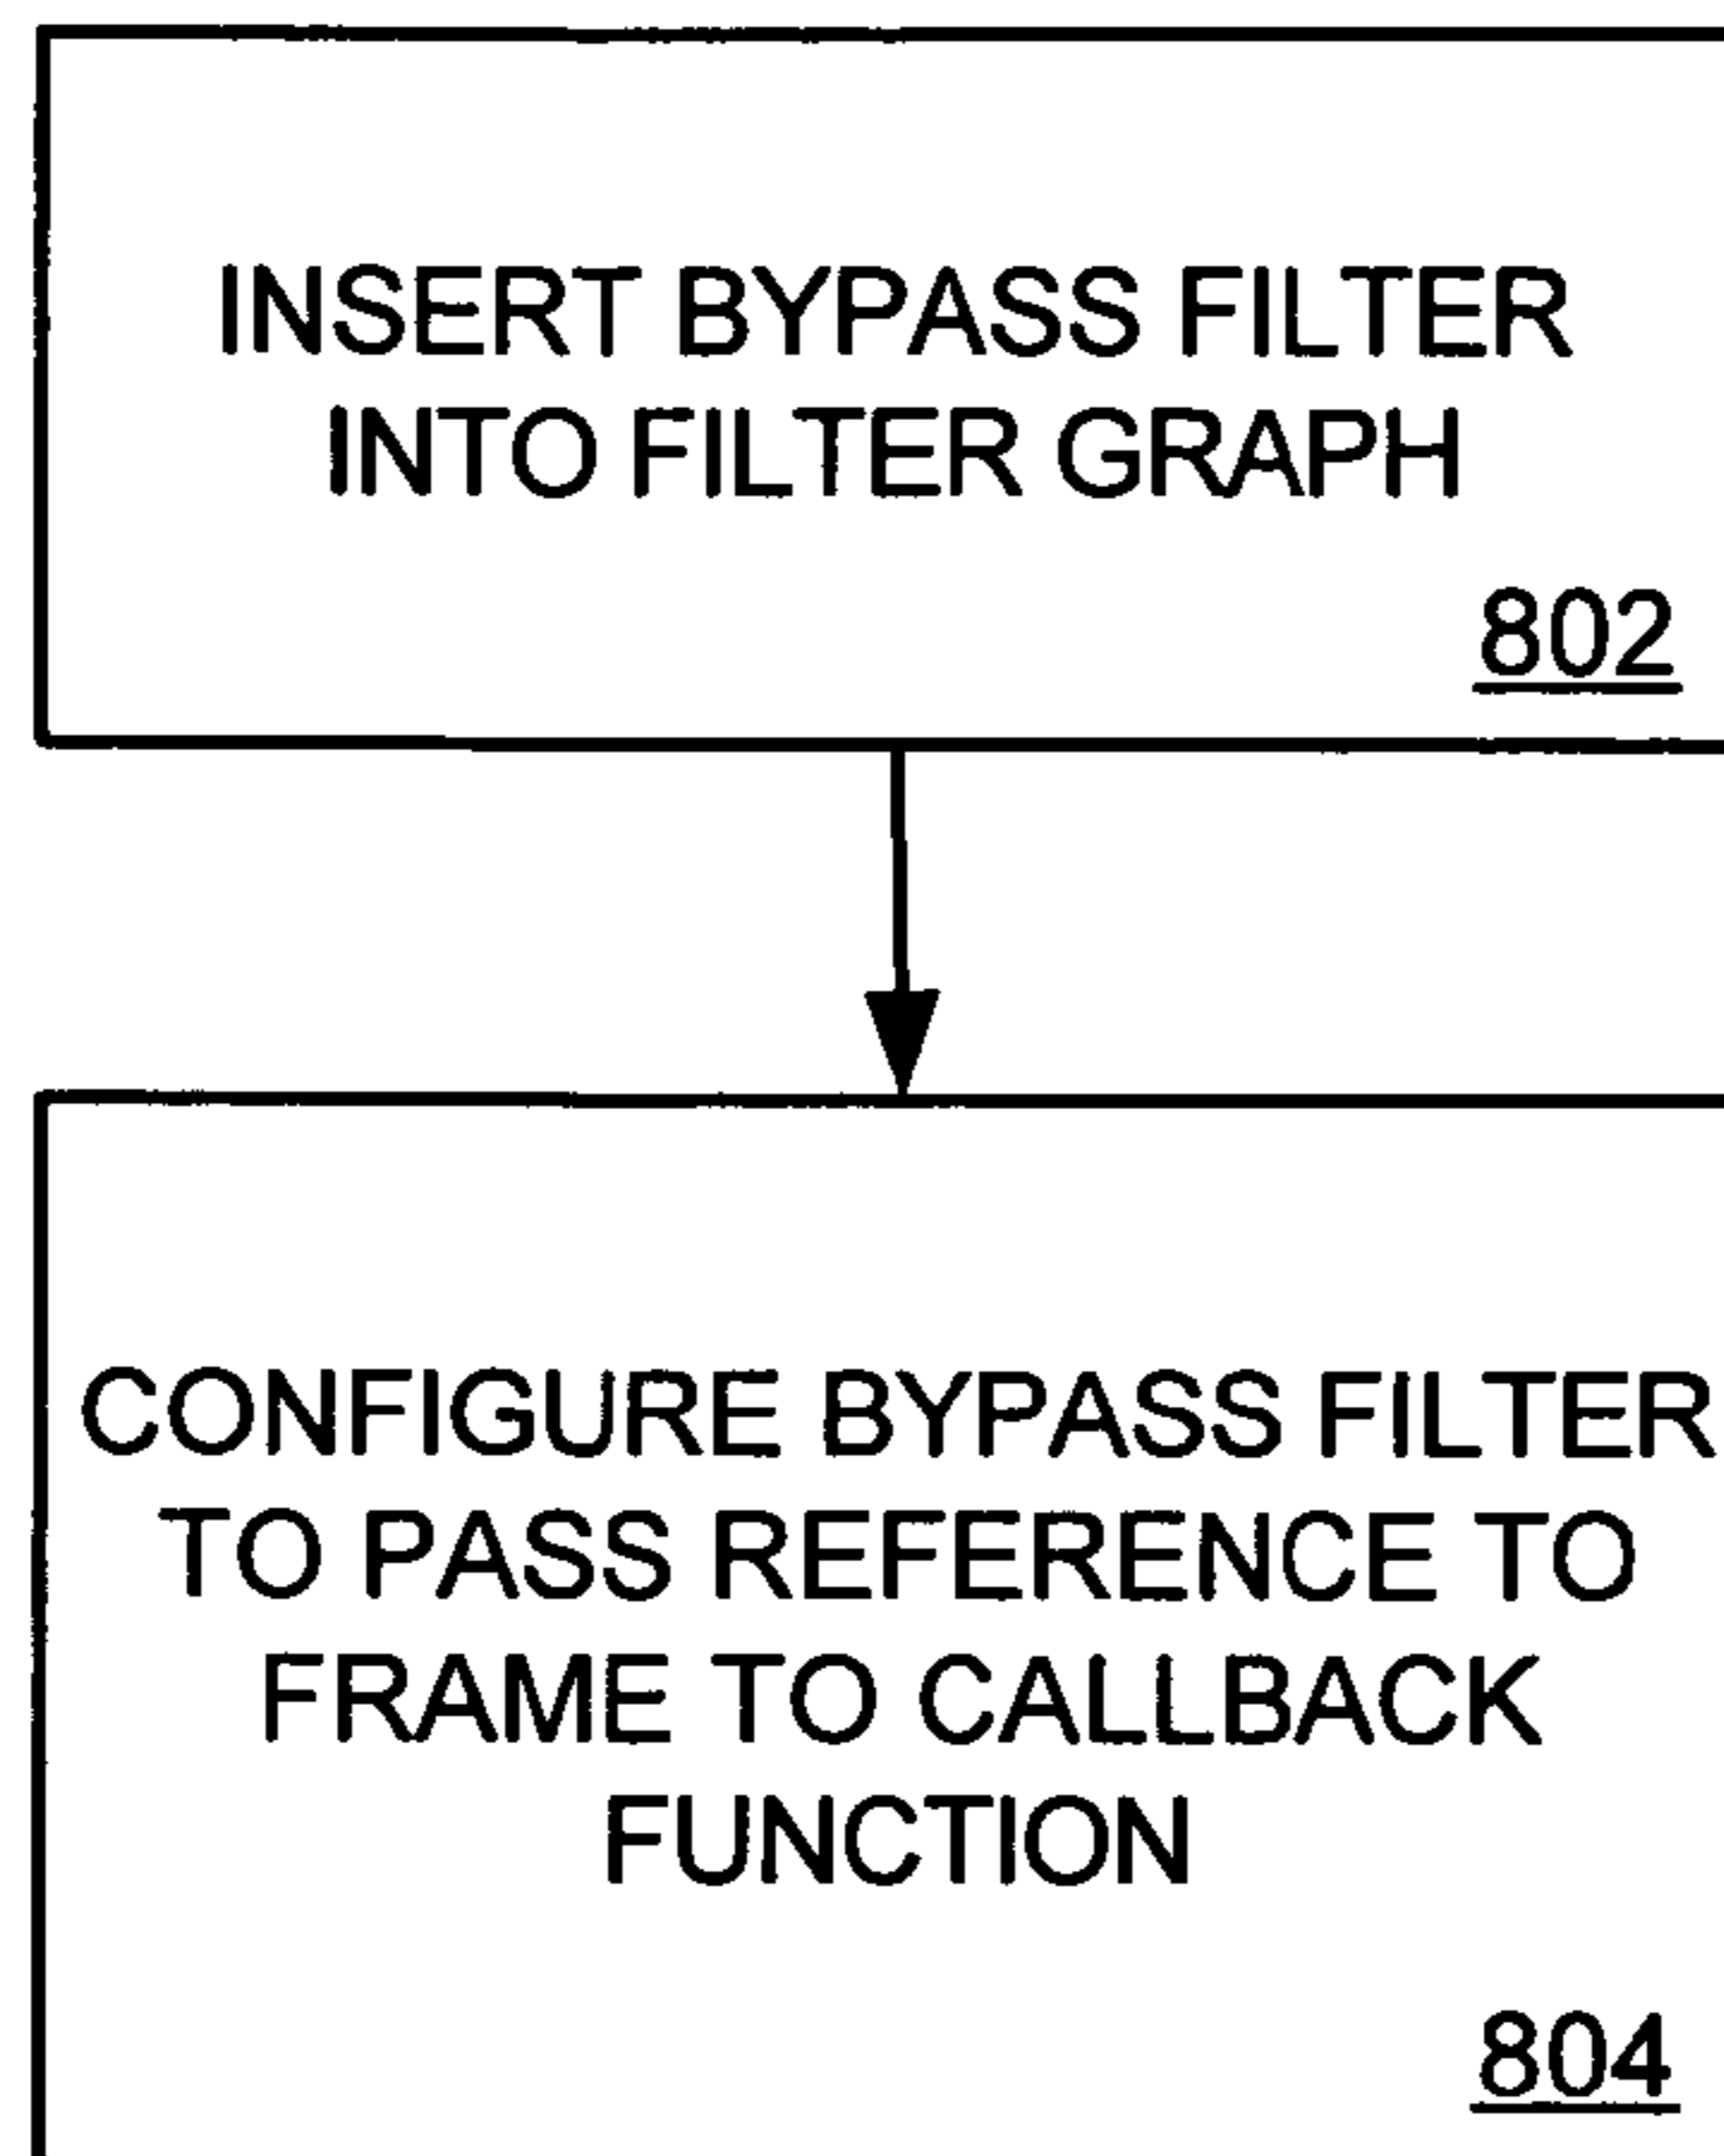 INSERT BYPASS FILTER
INTO FILTER GRAPH
802
CONFIGURE BYPASS FILTER
TO PASS REFERENCE TO
FRAME TO CALLBACK
FUNCTION
804